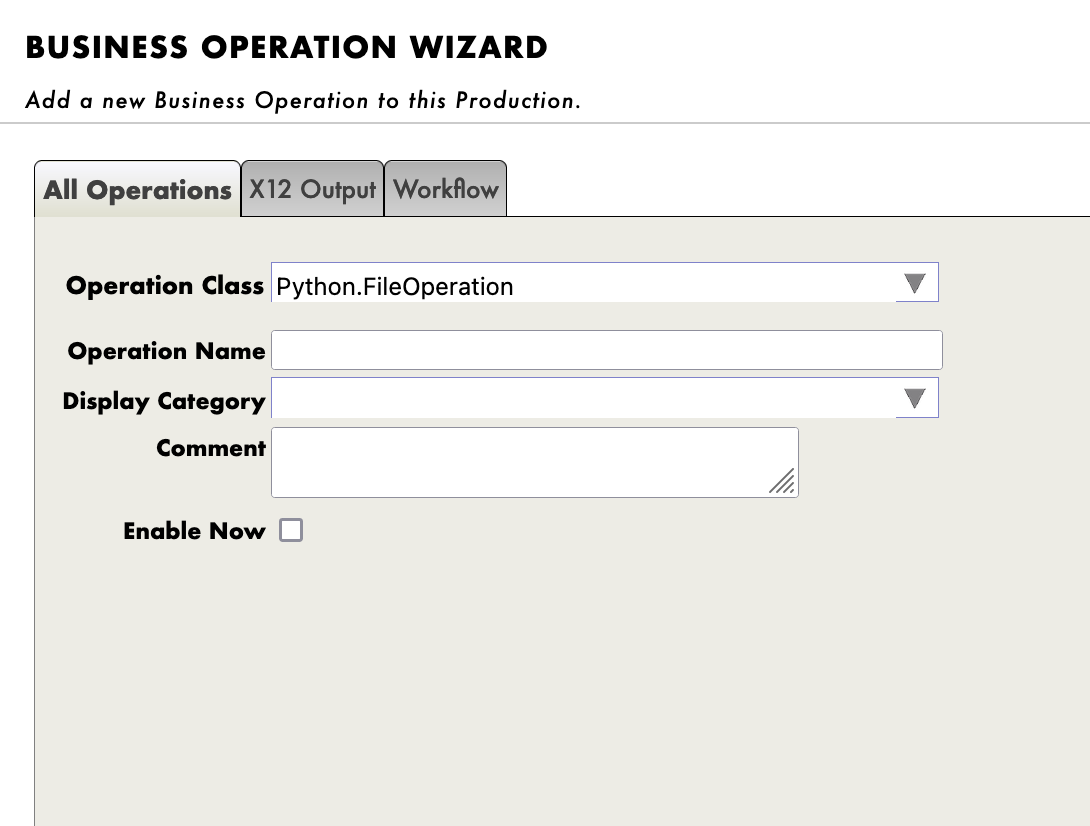 BUSINESS OPERATION WIZARD
Add a new Business Operation to this Production.
All Operations X12 Output Workflow
Operation Class Python.FileOperation
Operation Name
Display Category
Comment
Enable Now